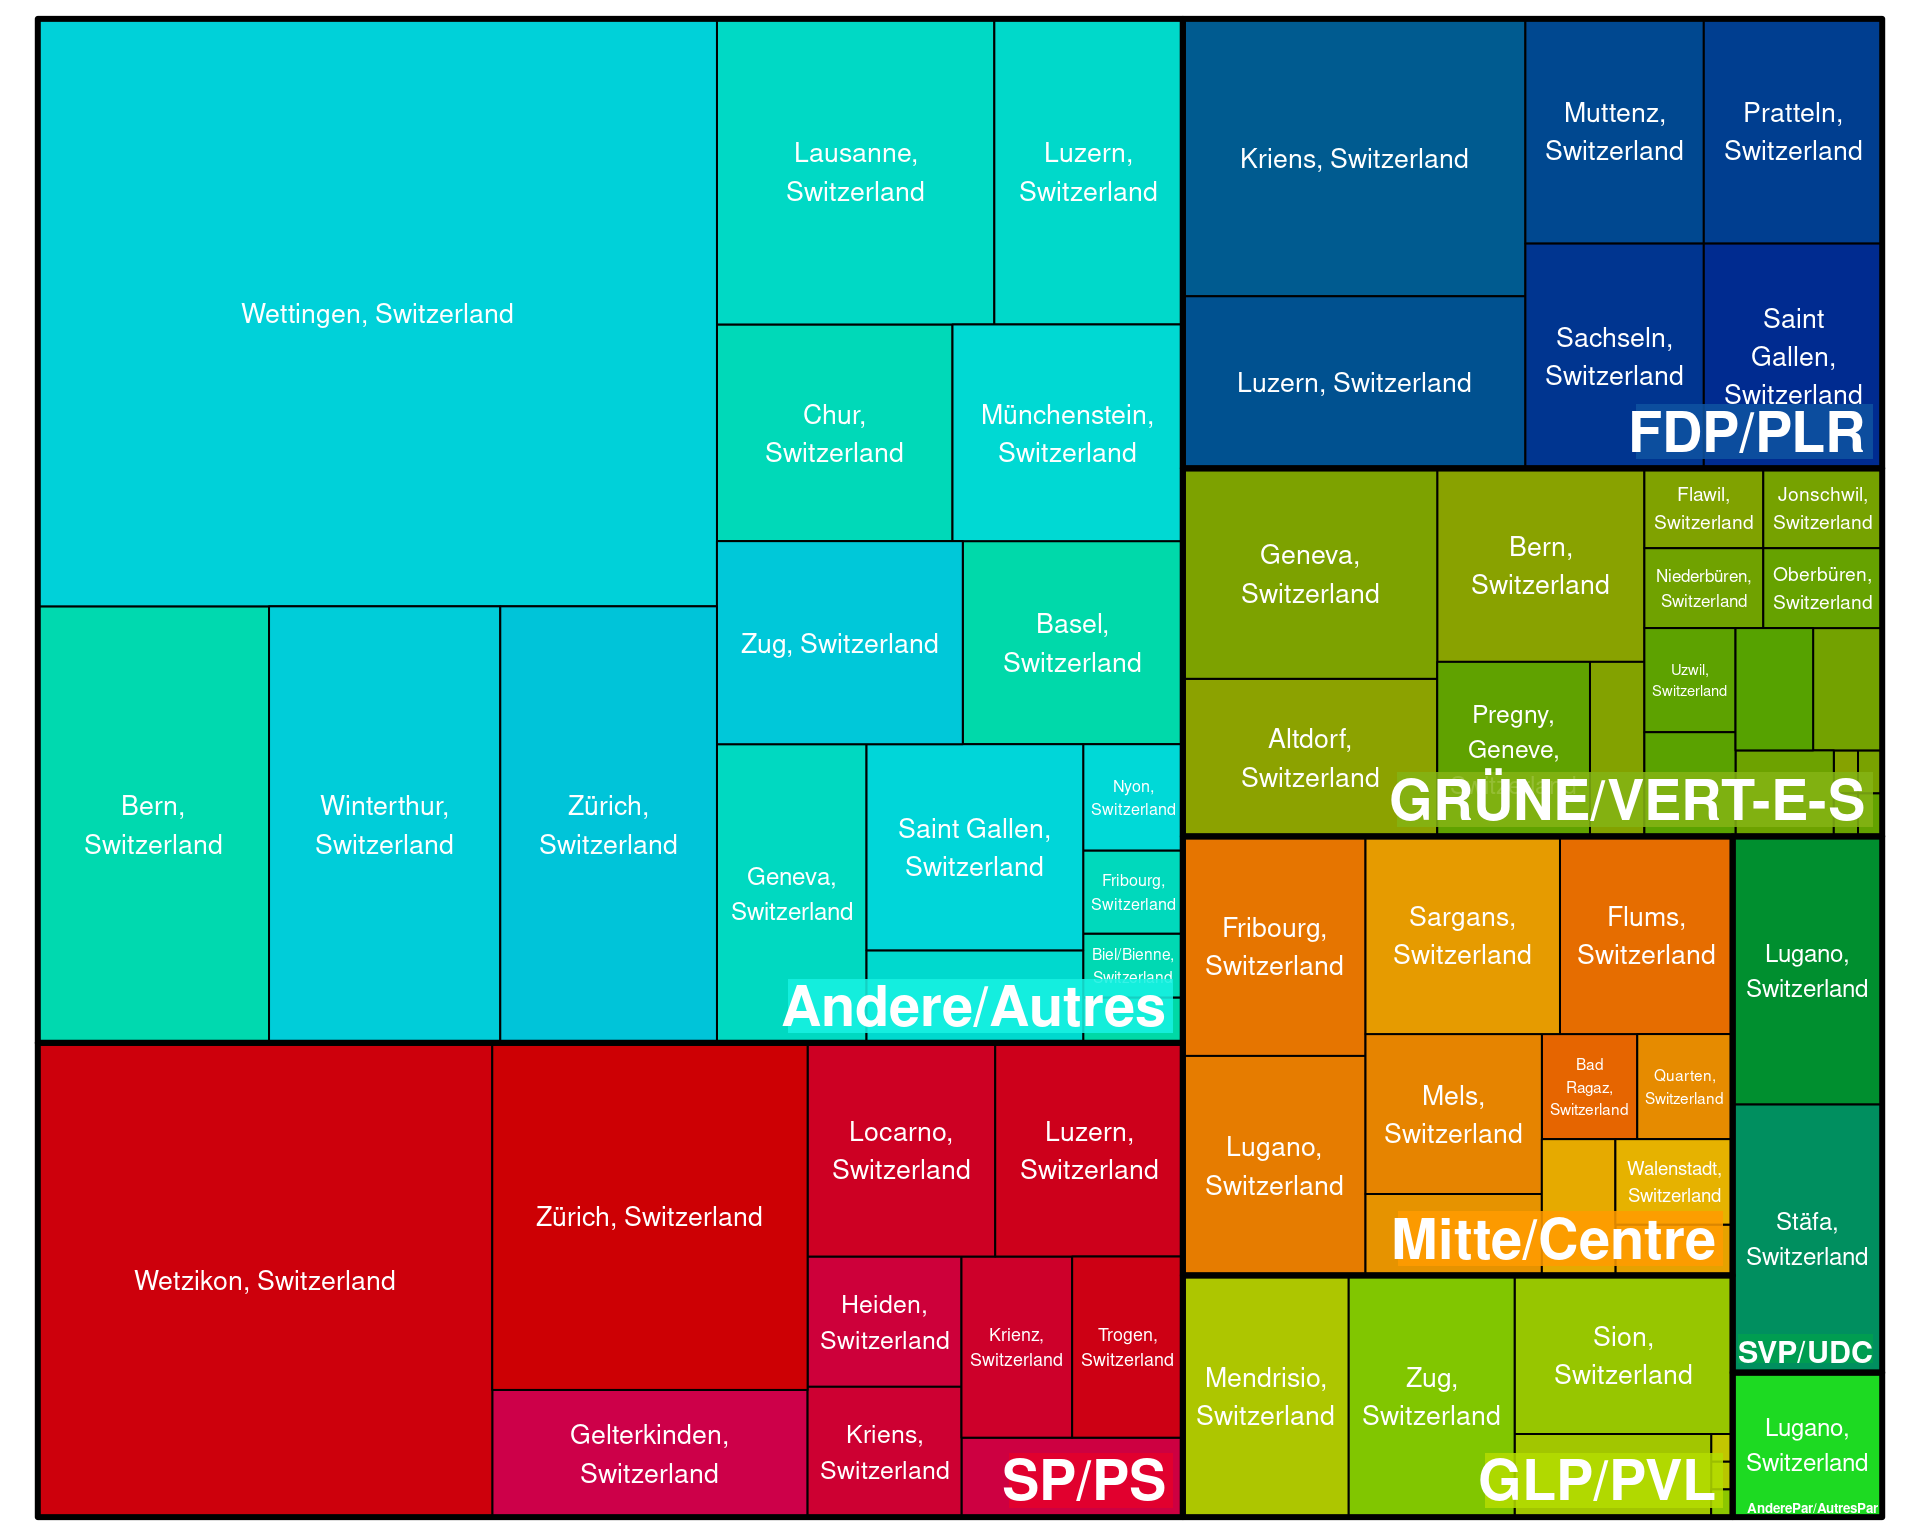 Wettingen, Switzerland
Lausanne,
Switzerland
Luzern,
Switzerland
Chur,
Switzerland
Münchenstein,
Switzerland
Zug, Switzerland
Basel,
Switzerland
Bern,
Switzerland
Winterthur,
Switzerland
Zürich,
Switzerland
Geneva,
Switzerland
Saint Gallen,
Switzerland
Nyon,
Switzerland
Fribourg,
Switzerland
Biel/Bienne,
Switzerland
Andere/Autres
Wetzikon, Switzerland
Zürich, Switzerland
Gelterkinden,
Switzerland
Locarno,
Switzerland
Luzern,
Switzerland
Heiden,
Switzerland
Krienz,
Switzerland
Trogen,
Switzerland
Kriens,
Switzerland
SP/PS
Kriens, Switzerland
Luzern, Switzerland
Muttenz,
Switzerland
Pratteln,
Switzerland
Sachseln,
Switzerland
Saint
Gallen,
Switzerland
FDP/PLR
Geneva,
Switzerland
Altdorf,
Switzerland
Bern,
Switzerland
Pregny,
Geneve,
Switzerland
Flawil,
Switzerland
Jonschwil,
Switzerland
Niederbüren,
Switzerland
Oberbüren,
Switzerland
Uzwil,
Switzerland
GRÜNE/VERT-E-S
Fribourg,
Switzerland
Lugano,
Switzerland
Sargans,
Switzerland
Flums,
Switzerland
Mels,
Switzerland
Bad
Ragaz,
Switzerland
Quarten,
Switzerland
Walenstadt,
Switzerland
Mitte/Centre
Lugano,
Switzerland
Stäfa,
Switzerland
SVP/UDC
Mendrisio,
Switzerland
Zug,
Switzerland
Sion,
Switzerland
GLP/PVL
Lugano,
Switzerland
AnderePar/AutresPar